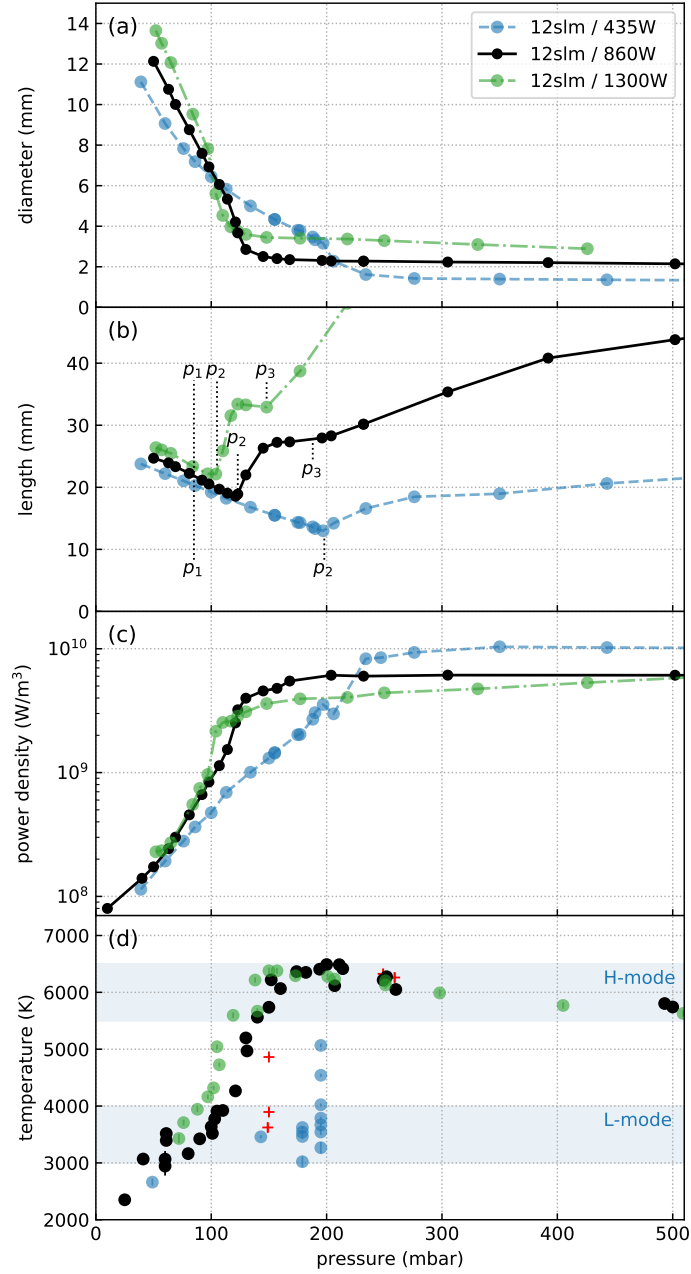 (a)
12slm / 435W
12slm / 860W
12slm / 1300W
14
12
10
8
6
4
2
0
diameter (mm)
(b)
p1 p2 p3
p2
p3
p1 p2
40
30
20
10
0
length (mm)
(c)
10^10
10^9
10^8
power density (W/m³)
(d)
H-mode
L-mode
7000
6000
5000
4000
3000
2000
temperature (K)
0 100 200 300 400 500
pressure (mbar)